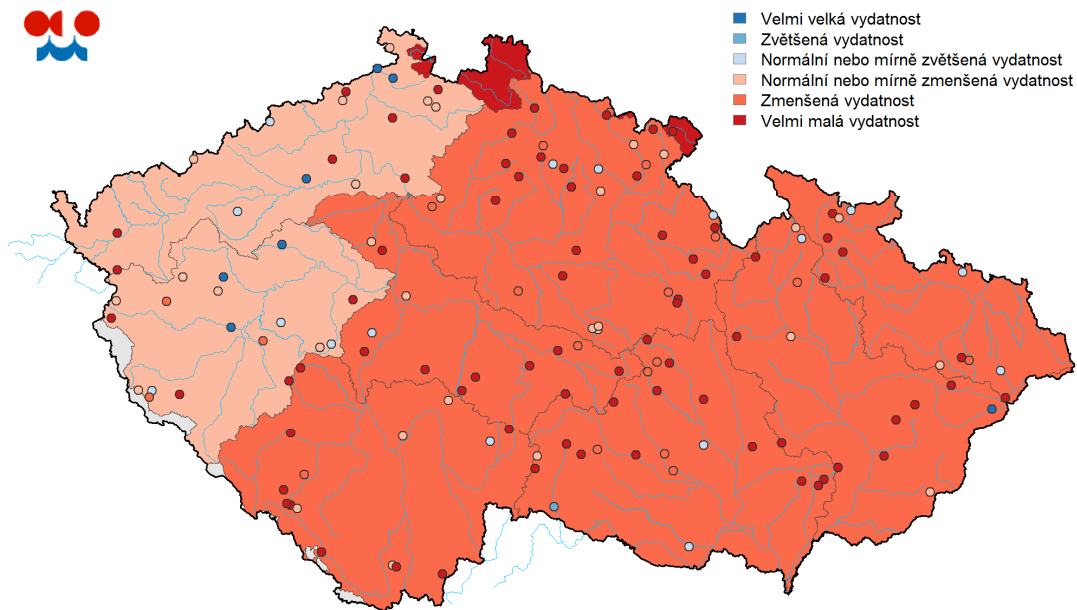 Velmi velká vydatnost
Zvětšená vydatnost
Normální nebo mírně zvětšená vydatnost
Normální nebo mírně zmenšená vydatnost
Zmenšená vydatnost
Velmi malá vydatnost